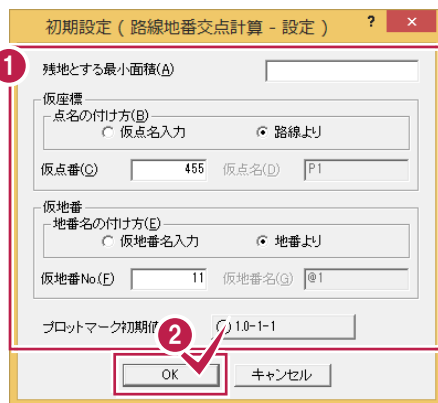 初期設定 ( 路線地番交点計算 - 設定 ) ? ×
1
残地とする最小面積(A)
仮座標
点名の付け方(B)
仮点名入力 路線より
仮点番(C) 455 仮点名(D) P1
仮地番
地番名の付け方(E)
仮地番名入力 地番より
仮地番No.(F) 11 仮地番名(G) @1
プロットマーク初期値 1.0-1-1
2
OK キャンセル